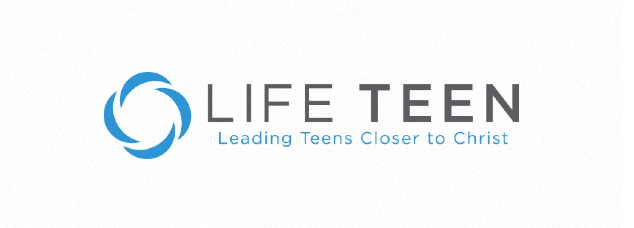 LIFE TEEN
Leading Teens Closer to Christ